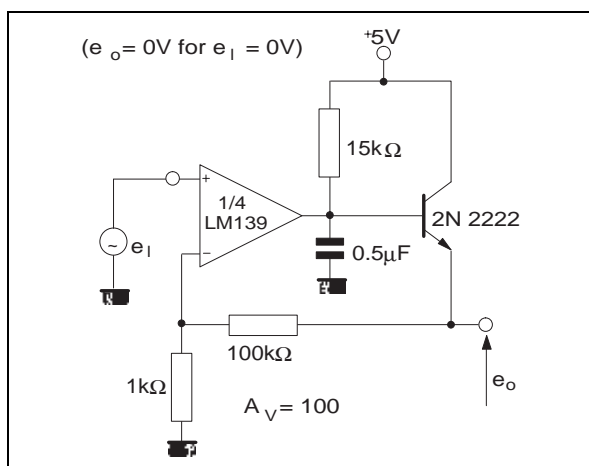 (e o = 0V for e I = 0V)
+5V
15kΩ
+
1/4
LM139
2N 2222
~
e I
−
0.5μF
100kΩ
1kΩ
A V = 100
e o